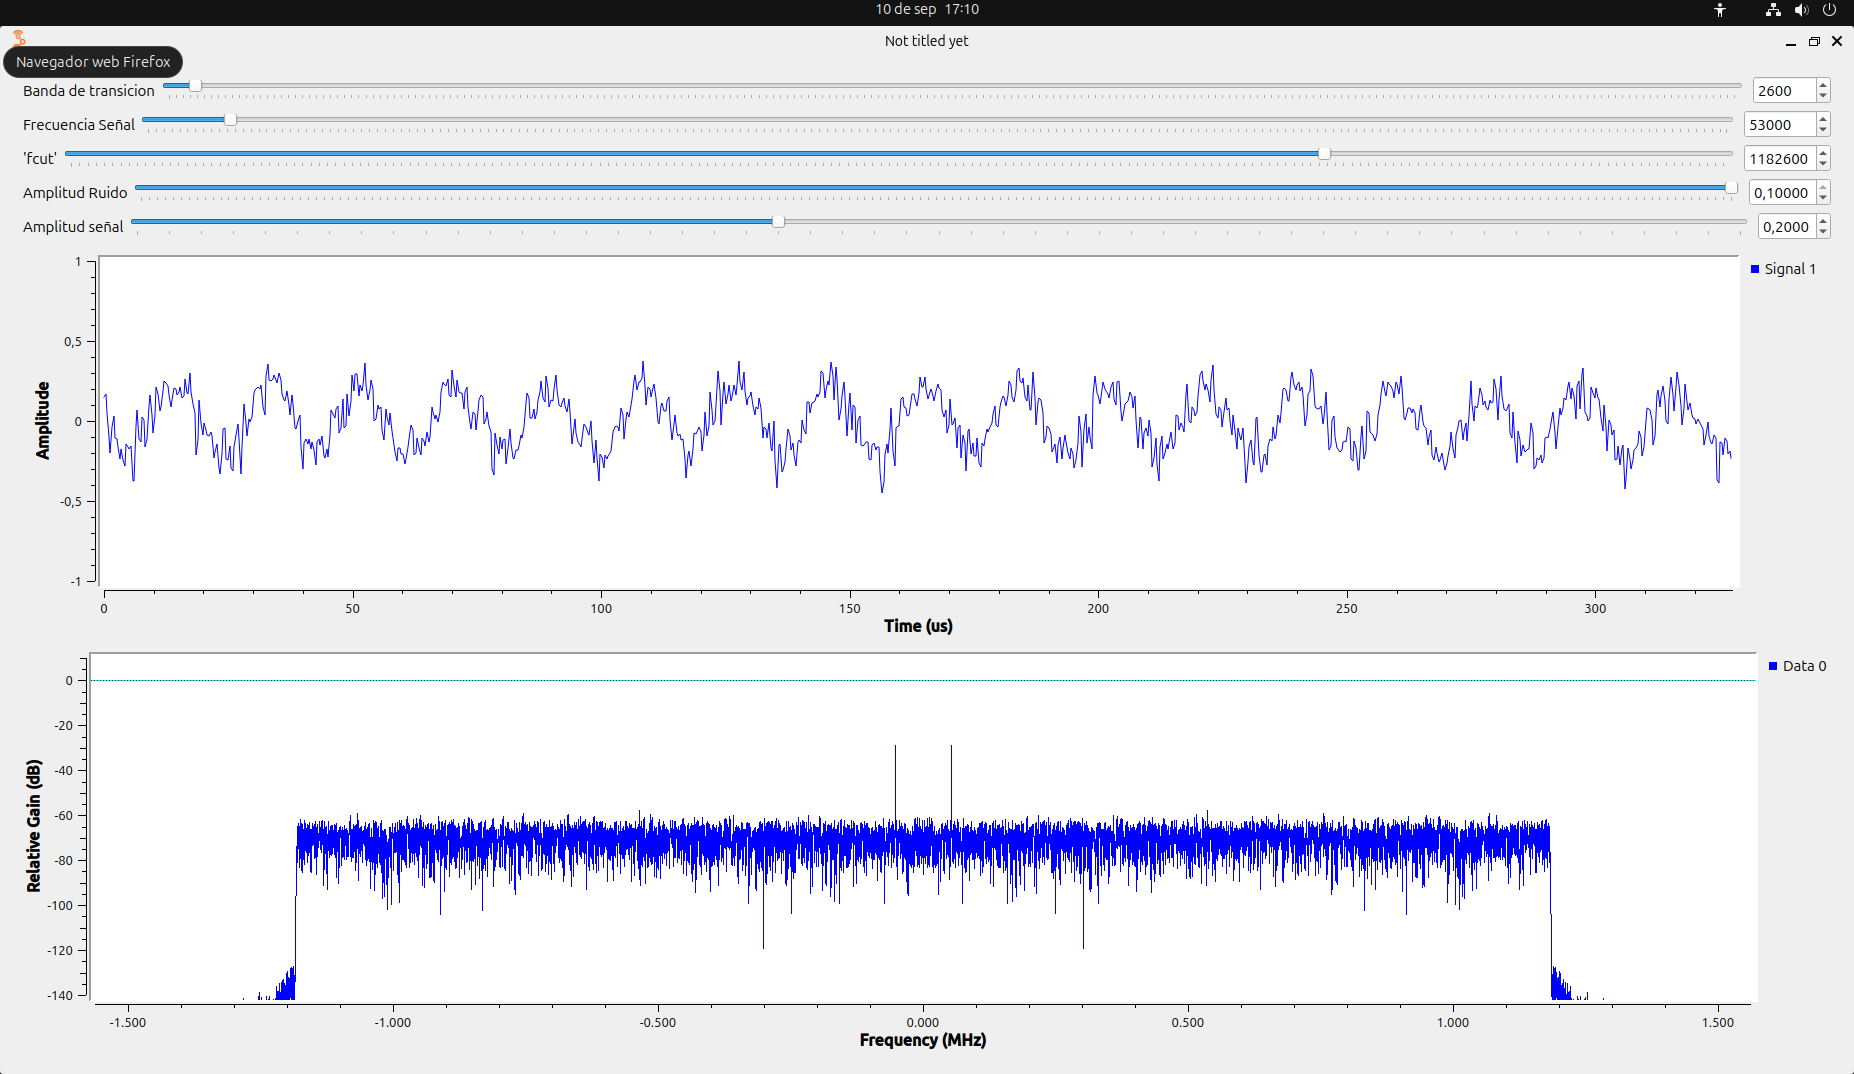 10 de sep 17:10
Not titled yet
Navegador web Firefox
Banda de transicion 2600
Frecuencia Señal 53000
'fcut' 1182600
Amplitud Ruido 0,10000
Amplitud señal 0,2000
Signal 1
Amplitude
1
0,5
0
-0,5
-1
0 50 100 150 200 250 300
Time (us)
Data 0
Relative Gain (dB)
0
-20
-40
-60
-80
-100
-120
-140
-1.500 -1.000 -0.500 0.000 0.500 1.000 1.500
Frequency (MHz)